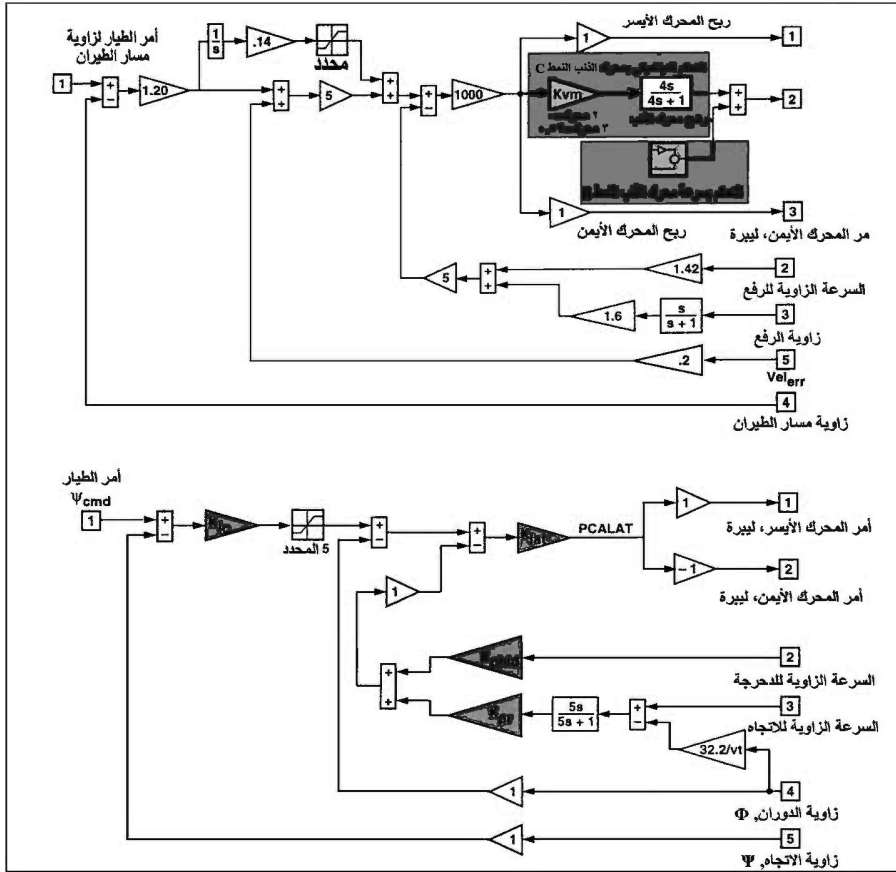 أمر الطيار لزاوية
مسار الطيران
1
+
−
1.20
1
s
.14
محدد
+
+
5
+
+
+
−
1000
ربح المحرك الأيسر
1
1
الذنب النمط C
Kvm
4s
4s + 1
+
+
2
1
ربح المحرك الأيمن
3
مر المحرك الأيمن، ليبرة
5
+
+
1.42
2
السرعة الزاوية للرفع
1.6
s
s + 1
3
زاوية الرفع
.2
5
Vel_err
4
زاوية مسار الطيران
أمر الطيار
Ψcmd
1
+
−
5 المحدد
+
−
+
−
PCALAT
1
1
أمر المحرك الأيسر، ليبرة
− 1
2
أمر المحرك الأيمن، ليبرة
1
+
+
2
السرعة الزاوية للدحرجة
5s
5s + 1
+
−
3
السرعة الزاوية للاتجاه
32.2/vt
1
4
زاوية الدوران, Φ
1
5
زاوية الاتجاه, Ψ